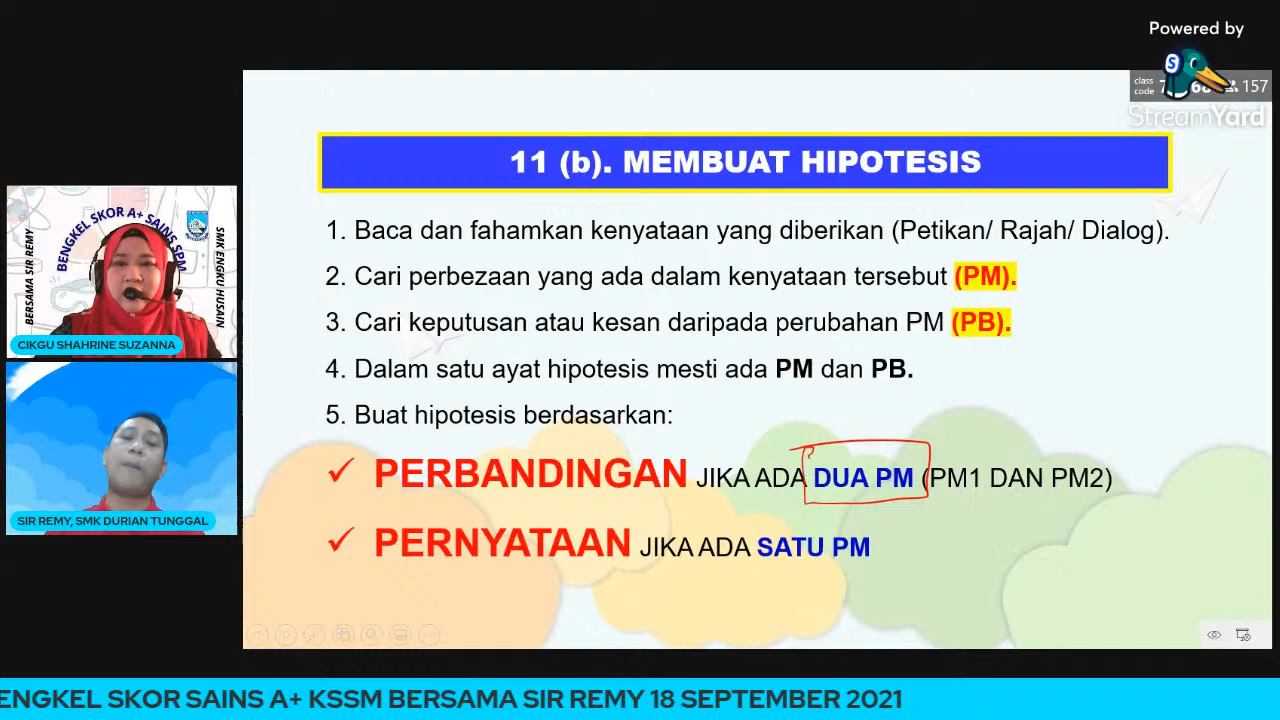 Powered by
class
code
157
StreamYard
11 (b). MEMBUAT HIPOTESIS
1. Baca dan fahamkan kenyataan yang diberikan (Petikan/ Rajah/ Dialog).
2. Cari perbezaan yang ada dalam kenyataan tersebut (PM).
3. Cari keputusan atau kesan daripada perubahan PM (PB).
4. Dalam satu ayat hipotesis mesti ada PM dan PB.
5. Buat hipotesis berdasarkan:
✓ PERBANDINGAN JIKA ADA DUA PM (PM1 DAN PM2)
✓ PERNYATAAN JIKA ADA SATU PM
BENGKEL SKOR A+ SAINS SPM
BERSAMA SIR REMY
SMK ENGKU HUSAIN
CIKGU SHAHRINE SUZANNA
SIR REMY, SMK DURIAN TUNGGAL
ENGKEL SKOR SAINS A+ KSSM BERSAMA SIR REMY 18 SEPTEMBER 2021